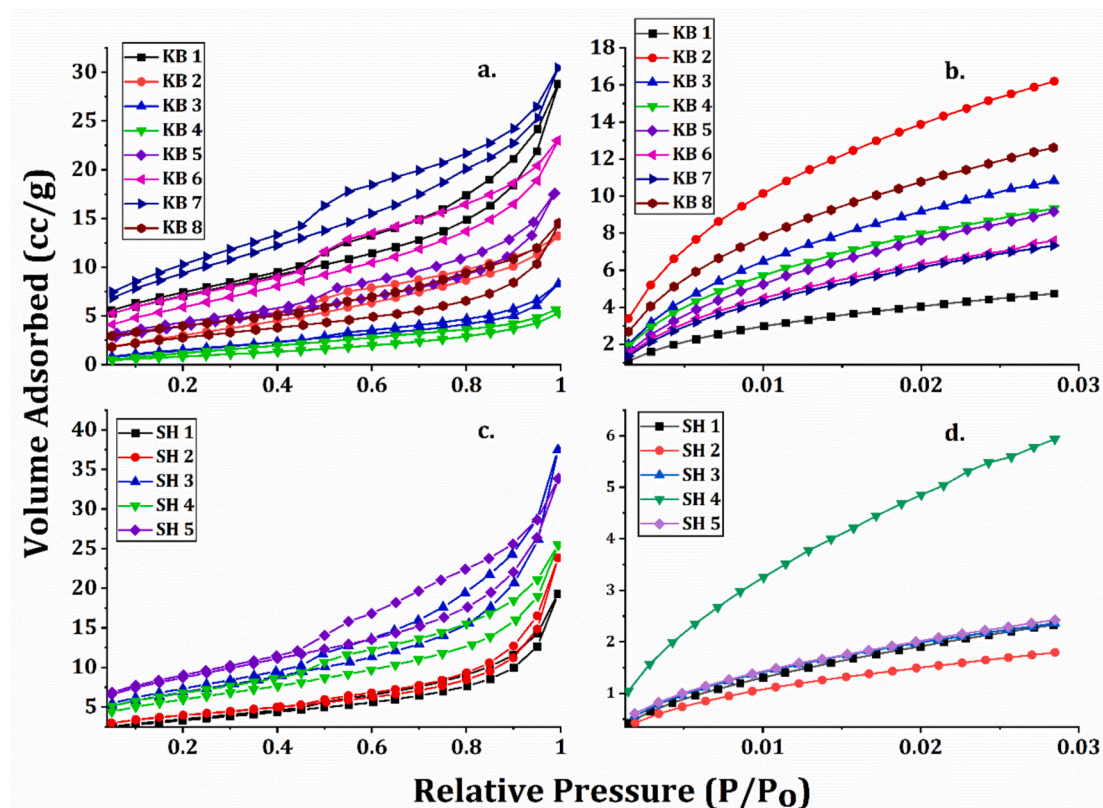 Volume Adsorbed (cc/g)
a.
KB 1
KB 2
KB 3
KB 4
KB 5
KB 6
KB 7
KB 8
30
25
20
15
10
5
0
0.2
0.4
0.6
0.8
1
b.
KB 1
KB 2
KB 3
KB 4
KB 5
KB 6
KB 7
KB 8
18
16
14
12
10
8
6
4
2
0.01
0.02
0.03
c.
SH 1
SH 2
SH 3
SH 4
SH 5
40
35
30
25
20
15
10
5
0.2
0.4
0.6
0.8
1
d.
SH 1
SH 2
SH 3
SH 4
SH 5
6
5
4
3
2
1
0.01
0.02
0.03
Relative Pressure (P/Po)